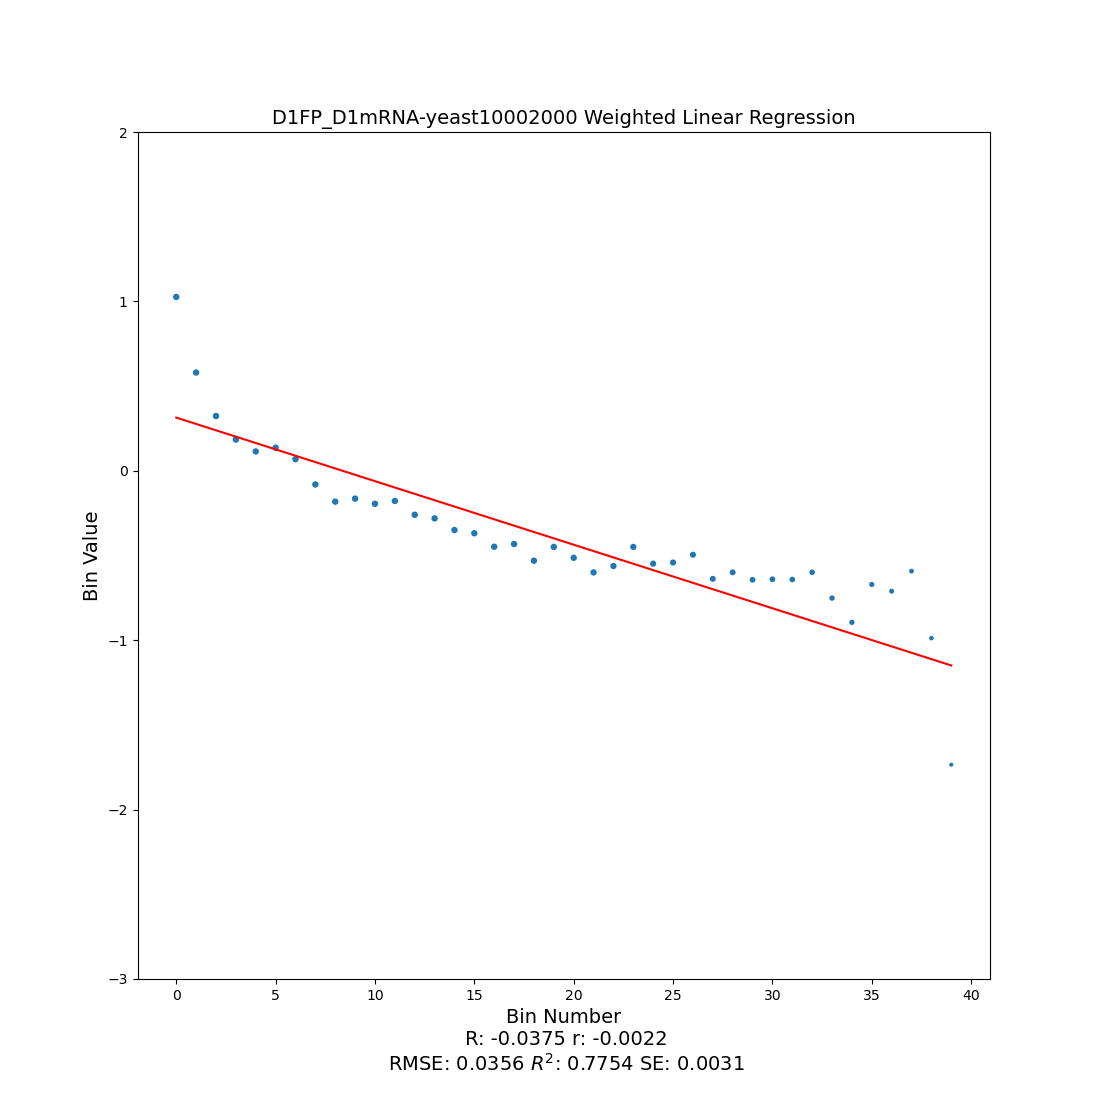 D1FP_D1mRNA-yeast10002000 Weighted Linear Regression
2
1
0
−1
−2
−3
Bin Value
0 5 10 15 20 25 30 35 40
Bin Number
R: -0.0375 r: -0.0022
RMSE: 0.0356 R²: 0.7754 SE: 0.0031